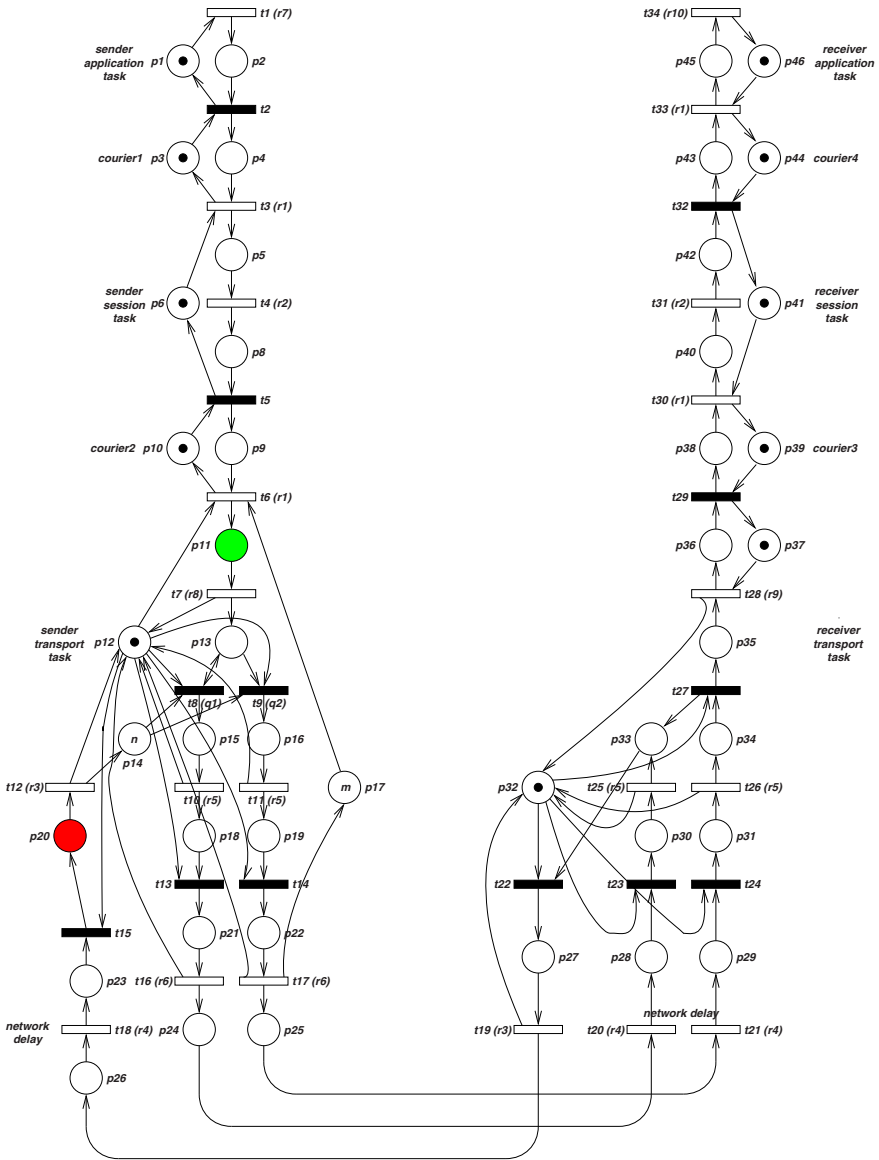 t1 (r7)
t34 (r10)
sender
application
task
p1
p2
p45
p46
receiver
application
task
t2
t33 (r1)
courier1
p3
p4
p43
p44
courier4
t3 (r1)
t32
p5
p42
sender
session
task
p6
t4 (r2)
t31 (r2)
p41
receiver
session
task
p8
p40
t5
t30 (r1)
courier2
p10
p9
p38
p39
courier3
t6 (r1)
t29
p11
p36
p37
t7 (r8)
t28 (r9)
sender
transport
task
p12
p13
p35
receiver
transport
task
t8 (q1)
t9 (q2)
t27
n
p14
p15
p16
p33
p34
t12 (r3)
t10 (r5)
t11 (r5)
m
p17
p32
t25 (r5)
t26 (r5)
p20
p18
p19
p30
p31
t13
t14
t22
t23
t24
t15
p21
p22
p27
p28
p29
p23
t16 (r6)
t17 (r6)
network
delay
t18 (r4)
p24
p25
network delay
t19 (r3)
t20 (r4)
t21 (r4)
p26